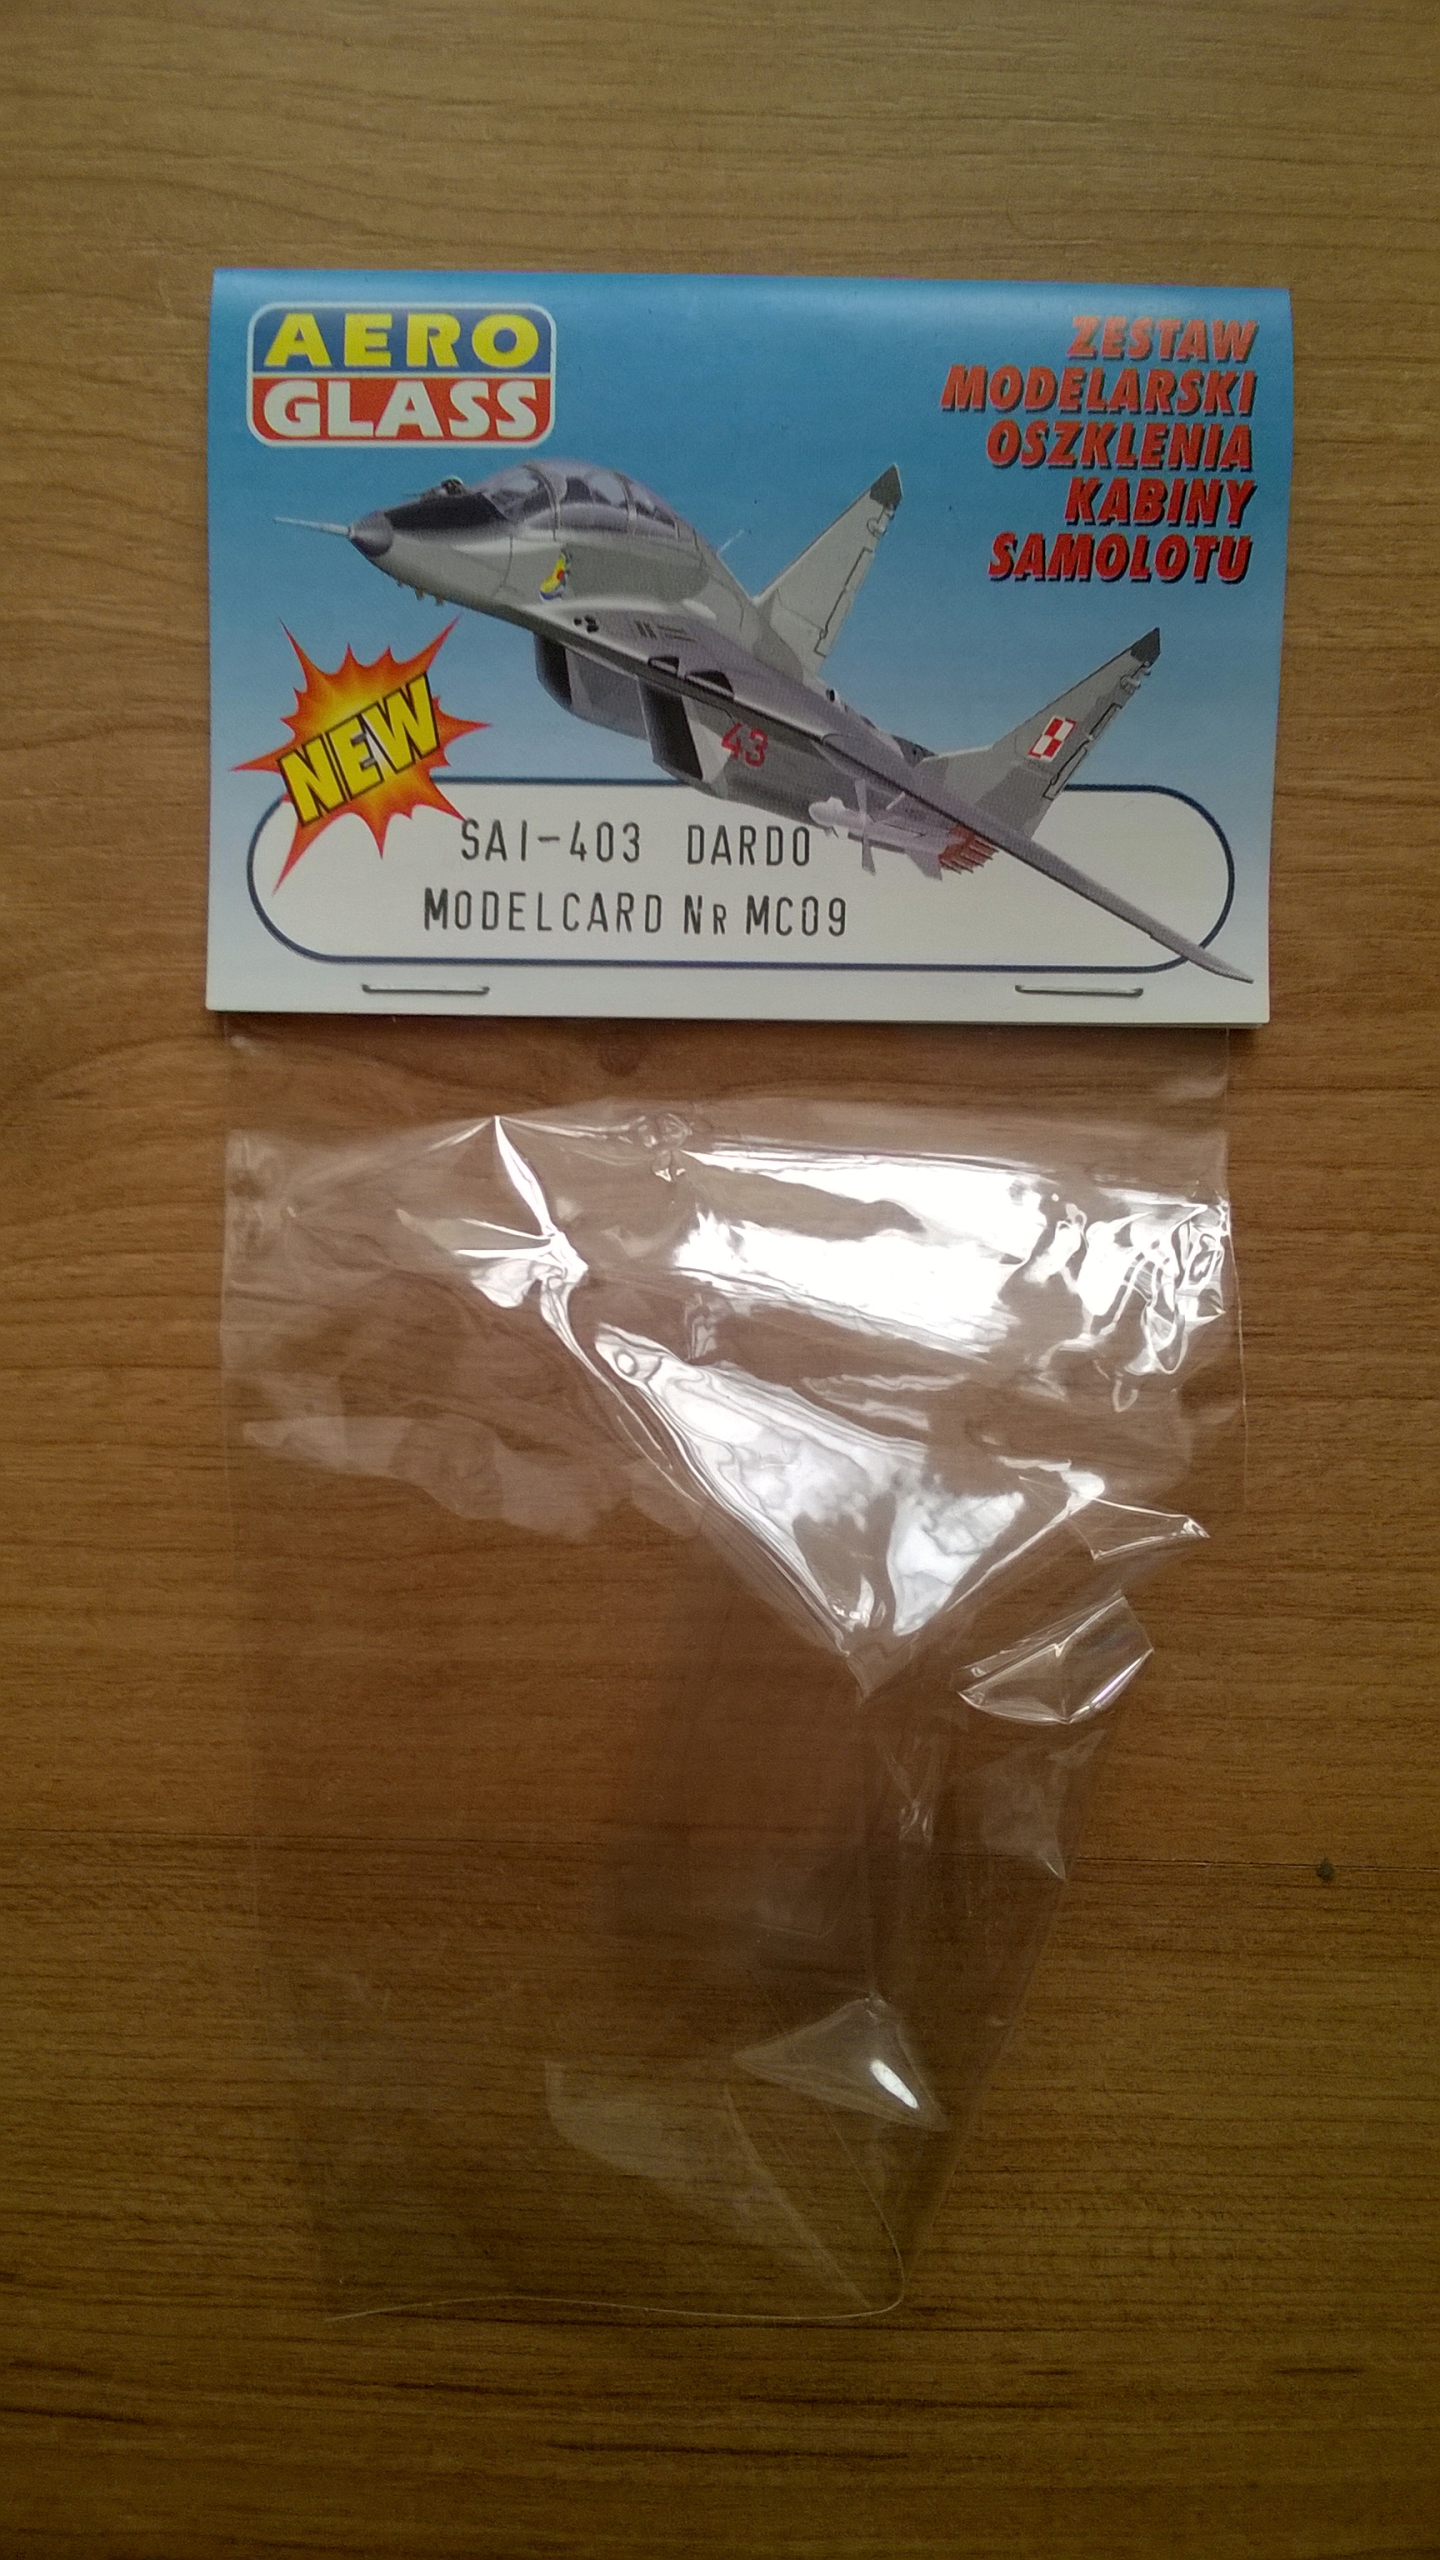 AERO
GLASS
ZESTAW
MODELARSKI
OSZKLENIA
KABINY
SAMOLOTU
43
NEW
SAI-403 DARDO
MODELCARD NR MC09